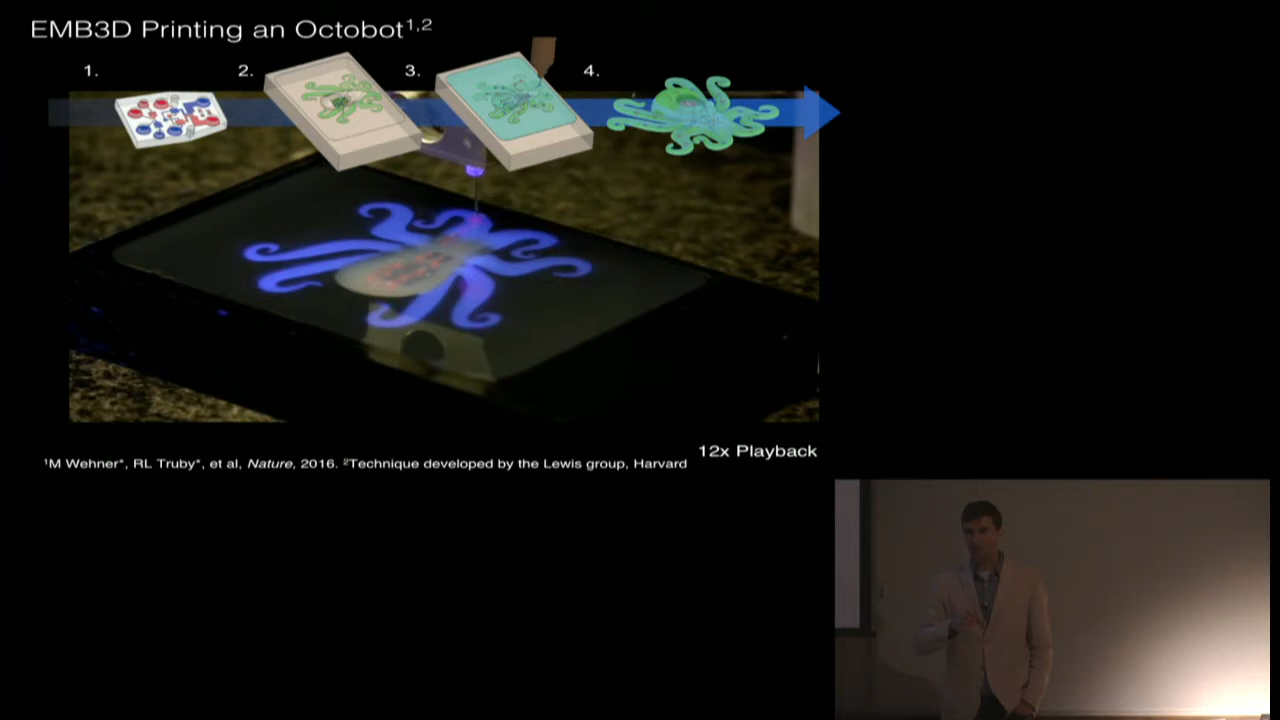 EMB3D Printing an Octobot1,2
1.
2.
3.
4.
12x Playback
1M Wehner*, RL Truby*, et al, Nature, 2016. 2Technique developed by the Lewis group, Harvard